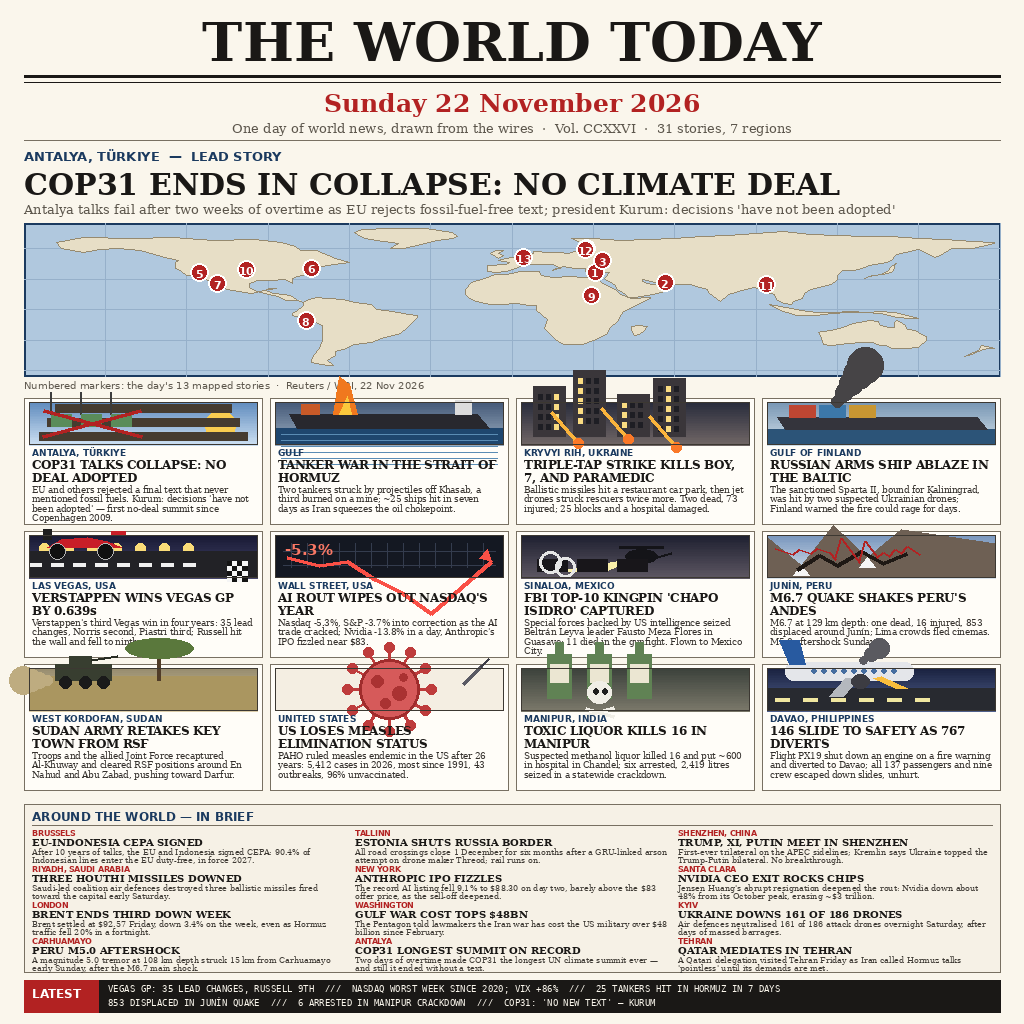 THE WORLD TODAY
Sunday 22 November 2026
One day of world news, drawn from the wires · Vol. CCXXVI · 31 stories, 7 regions
ANTALYA, TÜRKIYE — LEAD STORY
COP31 ENDS IN COLLAPSE: NO CLIMATE DEAL
Antalya talks fail after two weeks of overtime as EU rejects fossil-fuel-free text; president Kurum: decisions 'have not been adopted'
12
13
3
5
10
6
1
7
2
11
9
8
Numbered markers: the day's 13 mapped stories · Reuters / 22 Nov 2026
ANTALYA, TÜRKIYE
COP31 TALKS COLLAPSE: NO
DEAL ADOPTED
EU and others rejected a final text that never
mentioned fossil fuels. Kurum: decisions 'have not
been adopted' — first no-deal summit since
Copenhagen 2009.
GULF
TANKER WAR IN THE STRAIT OF
HORMUZ
Two tankers struck by projectiles off Khasab, a
third burned on a mine; ~25 ships hit in seven
days as Iran squeezes the oil chokepoint.
KRYVYI RIH, UKRAINE
TRIPLE-TAP STRIKE KILLS BOY,
7, AND PARAMEDIC
Ballistic missiles hit a restaurant car park, then jet
drones struck rescuers twice more. Two dead, 73
injured; 25 blocks and a hospital damaged.
GULF OF FINLAND
RUSSIAN ARMS SHIP ABLAZE IN
THE BALTIC
The sanctioned Sparta II, bound for Kaliningrad,
was hit by two suspected Ukrainian drones;
Finland warned the fire could rage for days.
LAS VEGAS, USA
VERSTAPPEN WINS VEGAS GP
BY 0.639s
Verstappen's third Vegas win in four years: 35 lead
changes, Norris second, Piastri third; Russell hit
the wall and fell to ninth.
-5.3%
WALL STREET, USA
AI ROUT WIPES OUT NASDAQ'S
YEAR
Nasdaq -5.3%, S&P -3.7% into correction as the AI
trade cracked; Nvidia -13.8% in a day, Anthropic's
IPO fizzled near $83.
SINALOA, MEXICO
FBI TOP-10 KINGPIN 'CHAPO
ISIDRO' CAPTURED
Special forces backed by US intelligence seized
Beltrán Leyva leader Fausto Meza Flores in
Guasave; 11 died in the gunfight. Flown to Mexico
City.
JUNÍN, PERU
M6.7 QUAKE SHAKES PERU'S
ANDES
M6.7 at 129 km depth: one dead, 16 injured, 853
displaced around Junín; Lima crowds fled cinemas.
aftershock Sunday.
WEST KORDOFAN, SUDAN
SUDAN ARMY RETAKES KEY
TOWN FROM RSF
Troops and the allied Joint Force recaptured
Al-Khuway and cleared RSF positions around En
Nahud and Abu Zabad, pushing toward Darfur.
UNITED STATES
US LOSES MEASLES
ELIMINATION STATUS
PAHO ruled measles endemic in the US after 26
years: 5,412 cases in 2026, most since 1991, 43
outbreaks, 96% unvaccinated.
MANIPUR, INDIA
TOXIC LIQUOR KILLS 16 IN
MANIPUR
Suspected methanol liquor killed 16 and put ~600
in hospital in Chandel; six arrested, 2,419 litres
seized in a statewide crackdown.
DAVAO, PHILIPPINES
146 SLIDE TO SAFETY AS 767
DIVERTS
Flight PX19 shut down an engine on a fire warning
and diverted to Davao; all 137 passengers and nine
crew escaped down slides, unhurt.
AROUND THE WORLD — IN BRIEF
BRUSSELS
EU-INDONESIA CEPA SIGNED
After 10 years of talks, the EU and Indonesia signed CEPA: 90.4% of
Indonesian lines enter the EU duty-free, in force 2027.
RIYADH, SAUDI ARABIA
THREE HOUTHI MISSILES DOWNED
Saudi-led coalition air defences destroyed three ballistic missiles fired
toward the capital early Saturday.
LONDON
BRENT ENDS THIRD DOWN WEEK
Brent settled at $92.57 Friday, down 3.4% on the week, even as Hormuz
traffic fell 20% in a fortnight.
CARHUAMAYO
PERU M5.0 AFTERSHOCK
A magnitude 5.0 tremor at 108 km depth struck 15 km from Carhuamayo
early Sunday, after the M6.7 main shock.
TALLINN
ESTONIA SHUTS RUSSIA BORDER
All road crossings close 1 December for six months after a GRU-linked arson
attempt on drone maker Threod; rail runs on.
NEW YORK
ANTHROPIC IPO FIZZLES
The record AI listing fell 9.1% to $88.30 on day two, barely above the $83
offer price, as the sell-off deepened.
WASHINGTON
GULF WAR COST TOPS $48BN
The Pentagon told lawmakers the Iran war has cost the US military over $48
billion since February.
ANTALYA
COP31 LONGEST SUMMIT ON RECORD
Two days of overtime made COP31 the longest UN climate summit ever —
and still it ended without a text.
SHENZHEN, CHINA
TRUMP, XI, PUTIN MEET IN SHENZHEN
First-ever trilateral on the APEC sidelines; Kremlin says Ukraine topped the
Trump-Putin bilateral. No breakthrough.
SANTA CLARA
NVIDIA CEO EXIT ROCKS CHIPS
Jensen Huang's abrupt resignation deepened the rout: Nvidia down about
48% from its October peak, erasing ~$3 trillion.
KYIV
UKRAINE DOWNS 161 OF 186 DRONES
Air defences neutralised 161 of 186 attack drones overnight Saturday, after
days of massed barrages.
TEHRAN
QATAR MEDIATES IN TEHRAN
A Qatari delegation visited Tehran Friday as Iran called Hormuz talks
'pointless' until its demands are met.
LATEST
VEGAS GP: 35 LEAD CHANGES, RUSSELL 9TH /// NASDAQ WORST WEEK SINCE 2020; VIX +86% /// 25 TANKERS HIT IN HORMUZ IN 7 DAYS
853 DISPLACED IN JUNÍN QUAKE /// 6 ARRESTED IN MANIPUR CRACKDOWN /// COP31: 'NO NEW TEXT' — KURUM